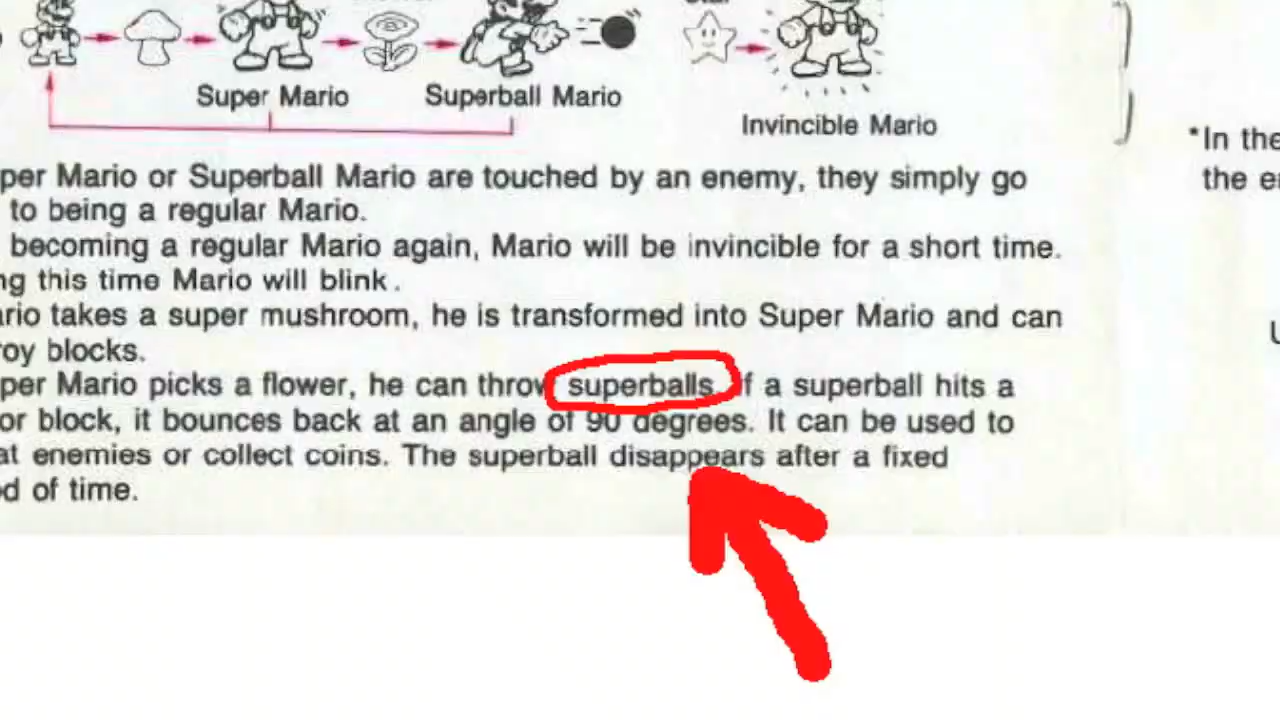 Super Mario
Superball Mario
Invincible Mario
*In the
per Mario or Superball Mario are touched by an enemy, they simply go
the e
to being a regular Mario.
becoming a regular Mario again, Mario will be invincible for a short time.
ng this time Mario will blink.
ario takes a super mushroom, he is transformed into Super Mario and can
roy blocks.
per Mario picks a flower, he can throw superballs. If a superball hits a
or block, it bounces back at an angle of 90 degrees. It can be used to
at enemies or collect coins. The superball disappears after a fixed
d of time.